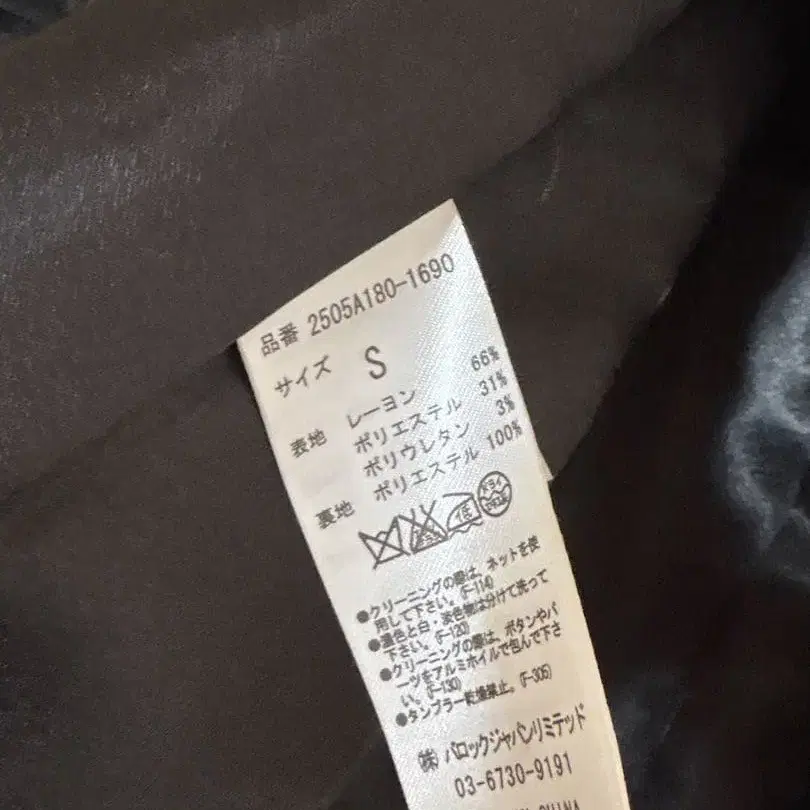 品番 2505A180-1690
サイズ S
表地 レーヨン 66%
ポリエステル 31%
ポリウレタン 3%
裏地 ポリエステル 100%
低
ドライ
●クリーニングの際は、ネットを使
用して下さい。(F-114)
●濃色と白・淡色物は分けて洗って
下さい。(F-120)
●クリーニングの際は、ボタンやパ
ーツをアルミホイルで包んで下さ
い。(F-130)
●タンブラー乾燥禁止。(F-305)
(株)バロックジャパンリミテッド
03-6730-9191
CHINA